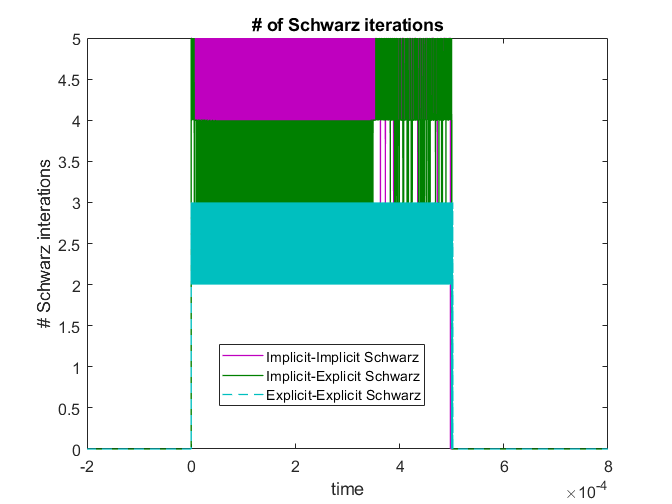 # of Schwarz iterations
5
4.5
4
3.5
3
2.5
2
1.5
1
0.5
0
# Schwarz interations
Implicit-Implicit Schwarz
Implicit-Explicit Schwarz
Explicit-Explicit Schwarz
-2 0 2 4 6 8
time
×10⁻⁴